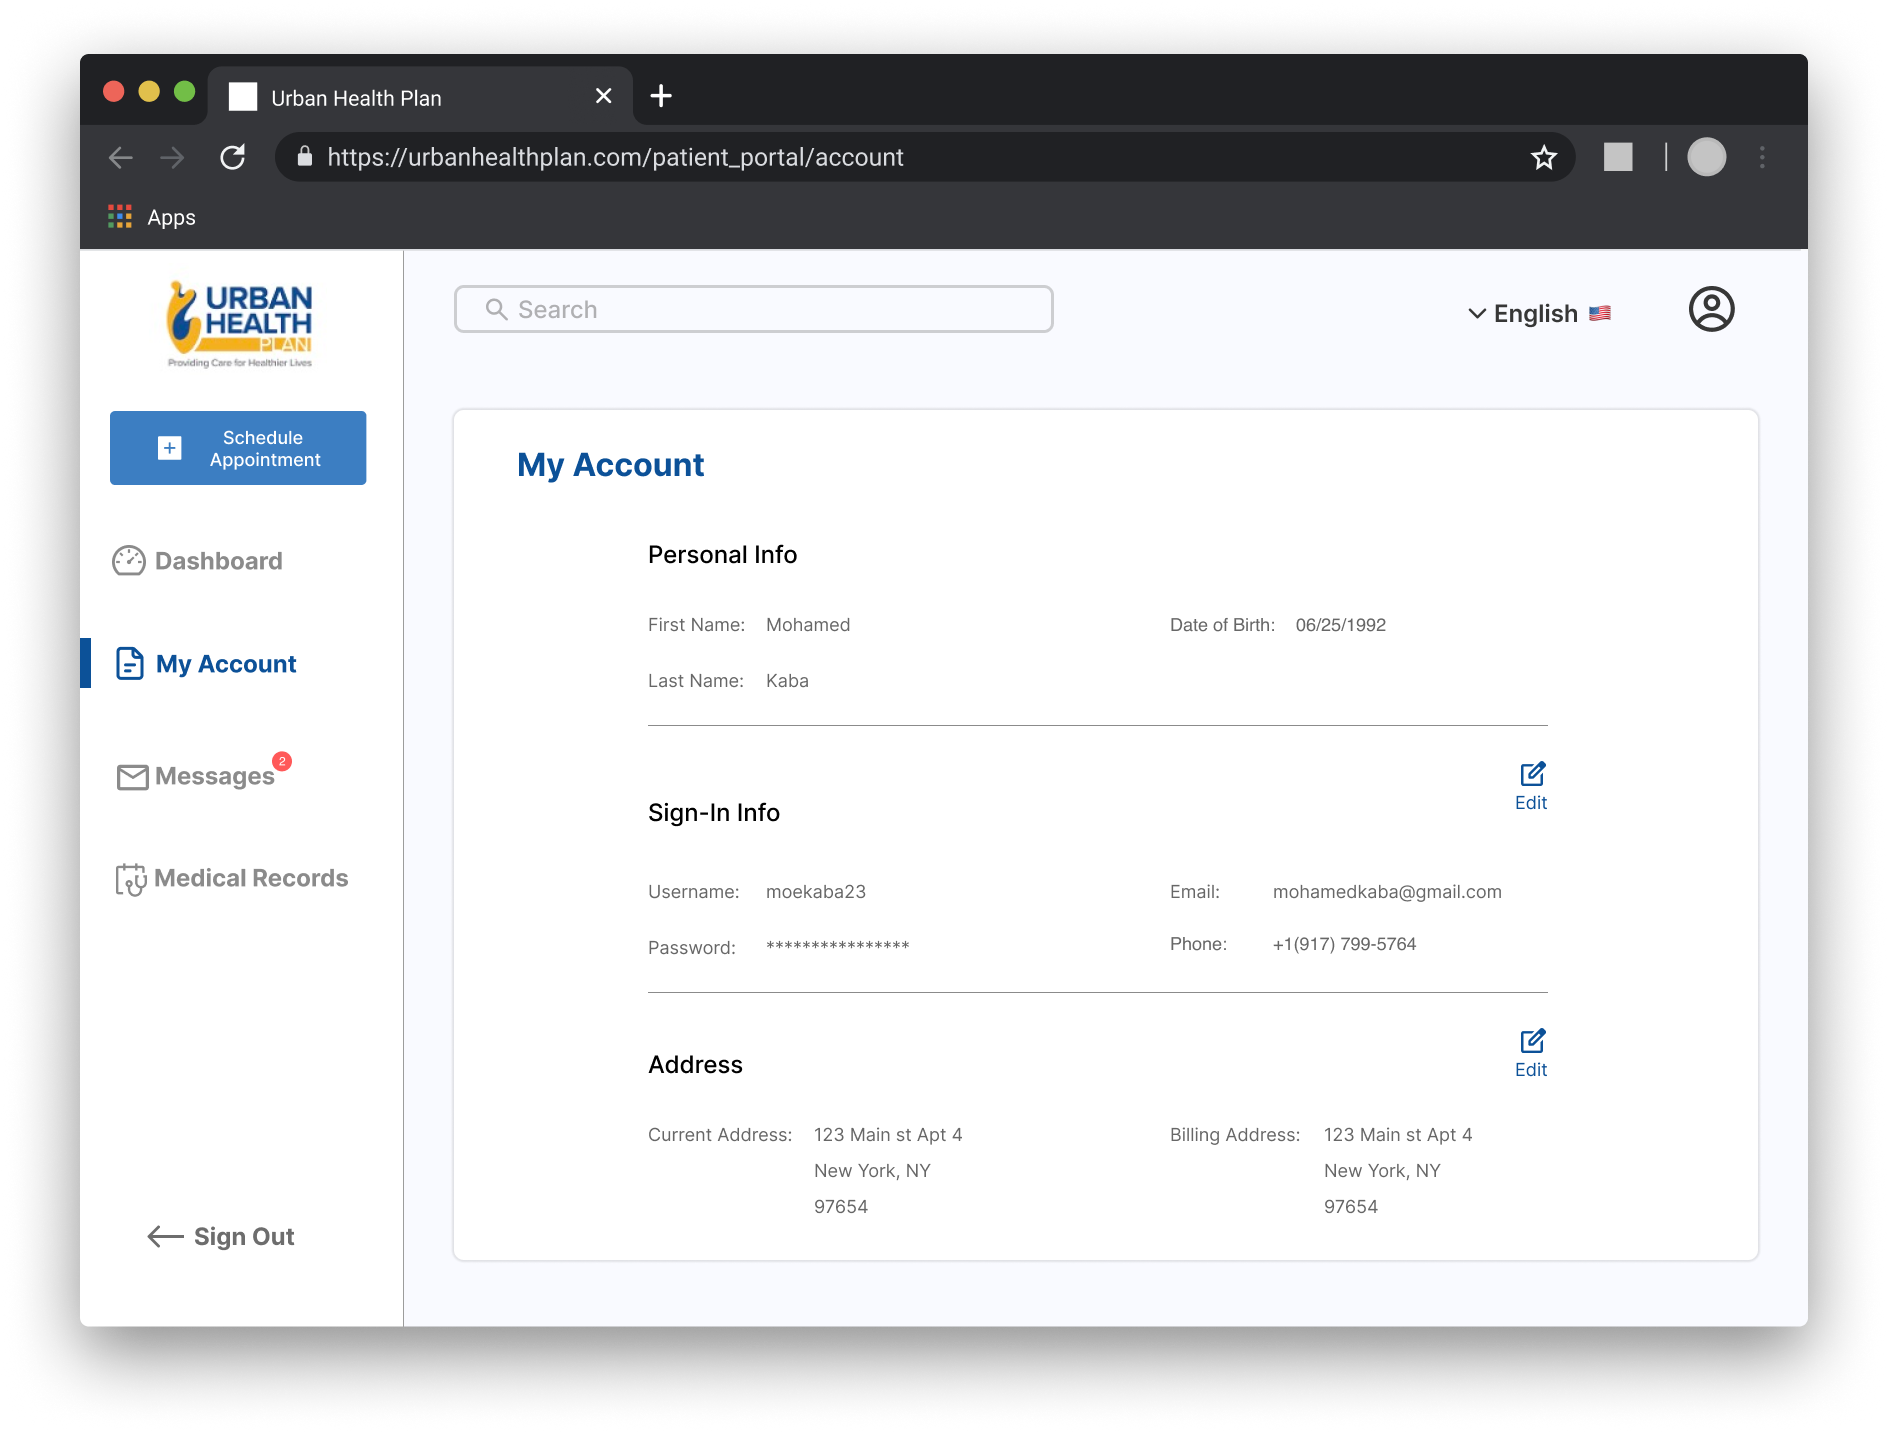 Urban Health Plan
https://urbanhealthplan.com/patient_portal/account
Apps
URBAN
HEALTH
PLAN
Providing Care for Healthier Lives
Search
English
Schedule
Appointment
Dashboard
My Account
Messages 2
Medical Records
Sign Out
My Account
Personal Info
First Name: Mohamed
Date of Birth: 06/25/1992
Last Name: Kaba
Edit
Sign-In Info
Username: moekaba23
Email: mohamedkaba@gmail.com
Password: ****************
Phone: +1(917) 799-5764
Edit
Address
Current Address: 123 Main st Apt 4
New York, NY
97654
Billing Address: 123 Main st Apt 4
New York, NY
97654